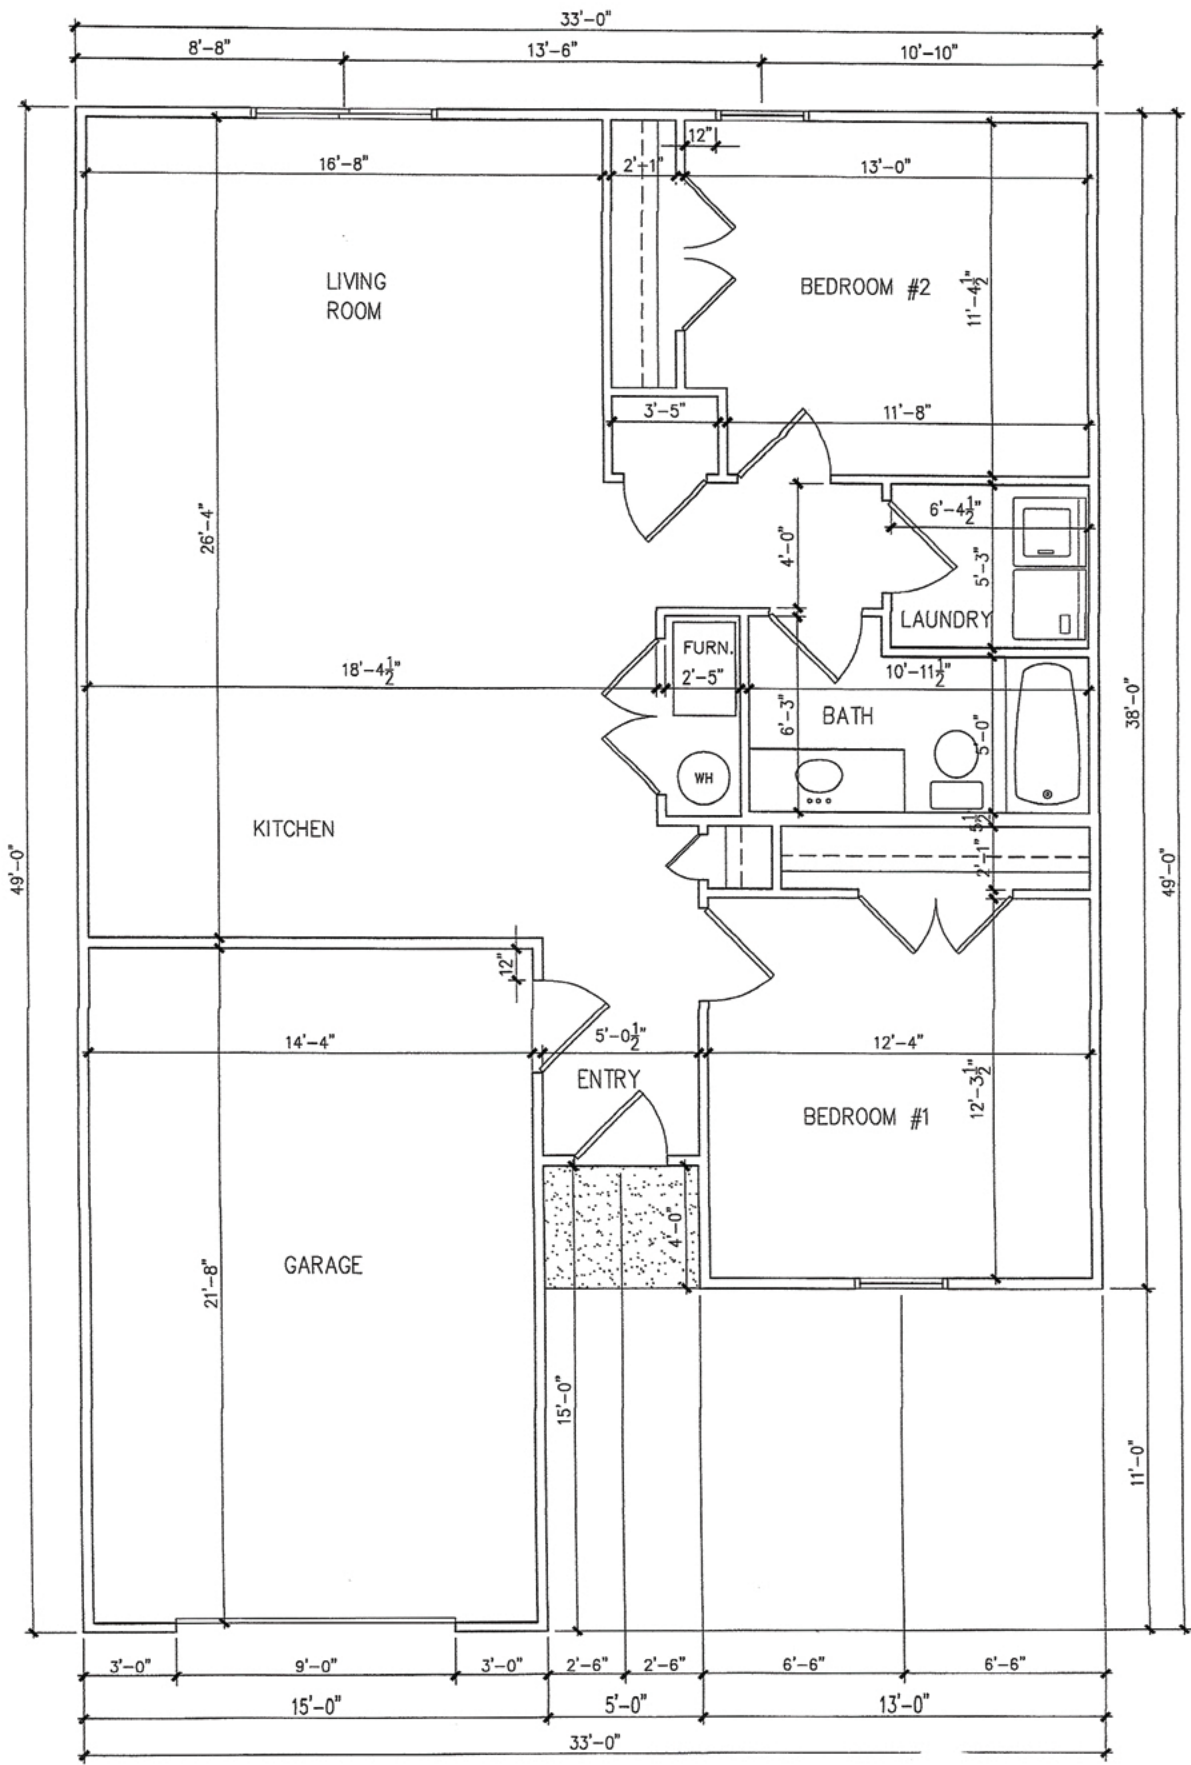 33'-0"
8'-8" 13'-6" 10'-10"
12"
16'-8" 2'-1" 13'-0"
LIVING
ROOM
BEDROOM #2
11'-4½"
3'-5" 11'-8"
26'-4"
6'-4½"
4'-0"
5'-3"
LAUNDRY
FURN.
18'-4½" 2'-5" 10'-11½"
BATH
6'-3"
5'-0"
38'-0"
WH
KITCHEN
5½"
2'-1"
49'-0"
49'-0"
12"
14'-4" 5'-0½" 12'-4"
ENTRY
12'-3½"
BEDROOM #1
4'-0"
GARAGE
21'-8"
15'-0"
11'-0"
3'-0" 9'-0" 3'-0" 2'-6" 2'-6" 6'-6" 6'-6"
15'-0" 5'-0" 13'-0"
33'-0"